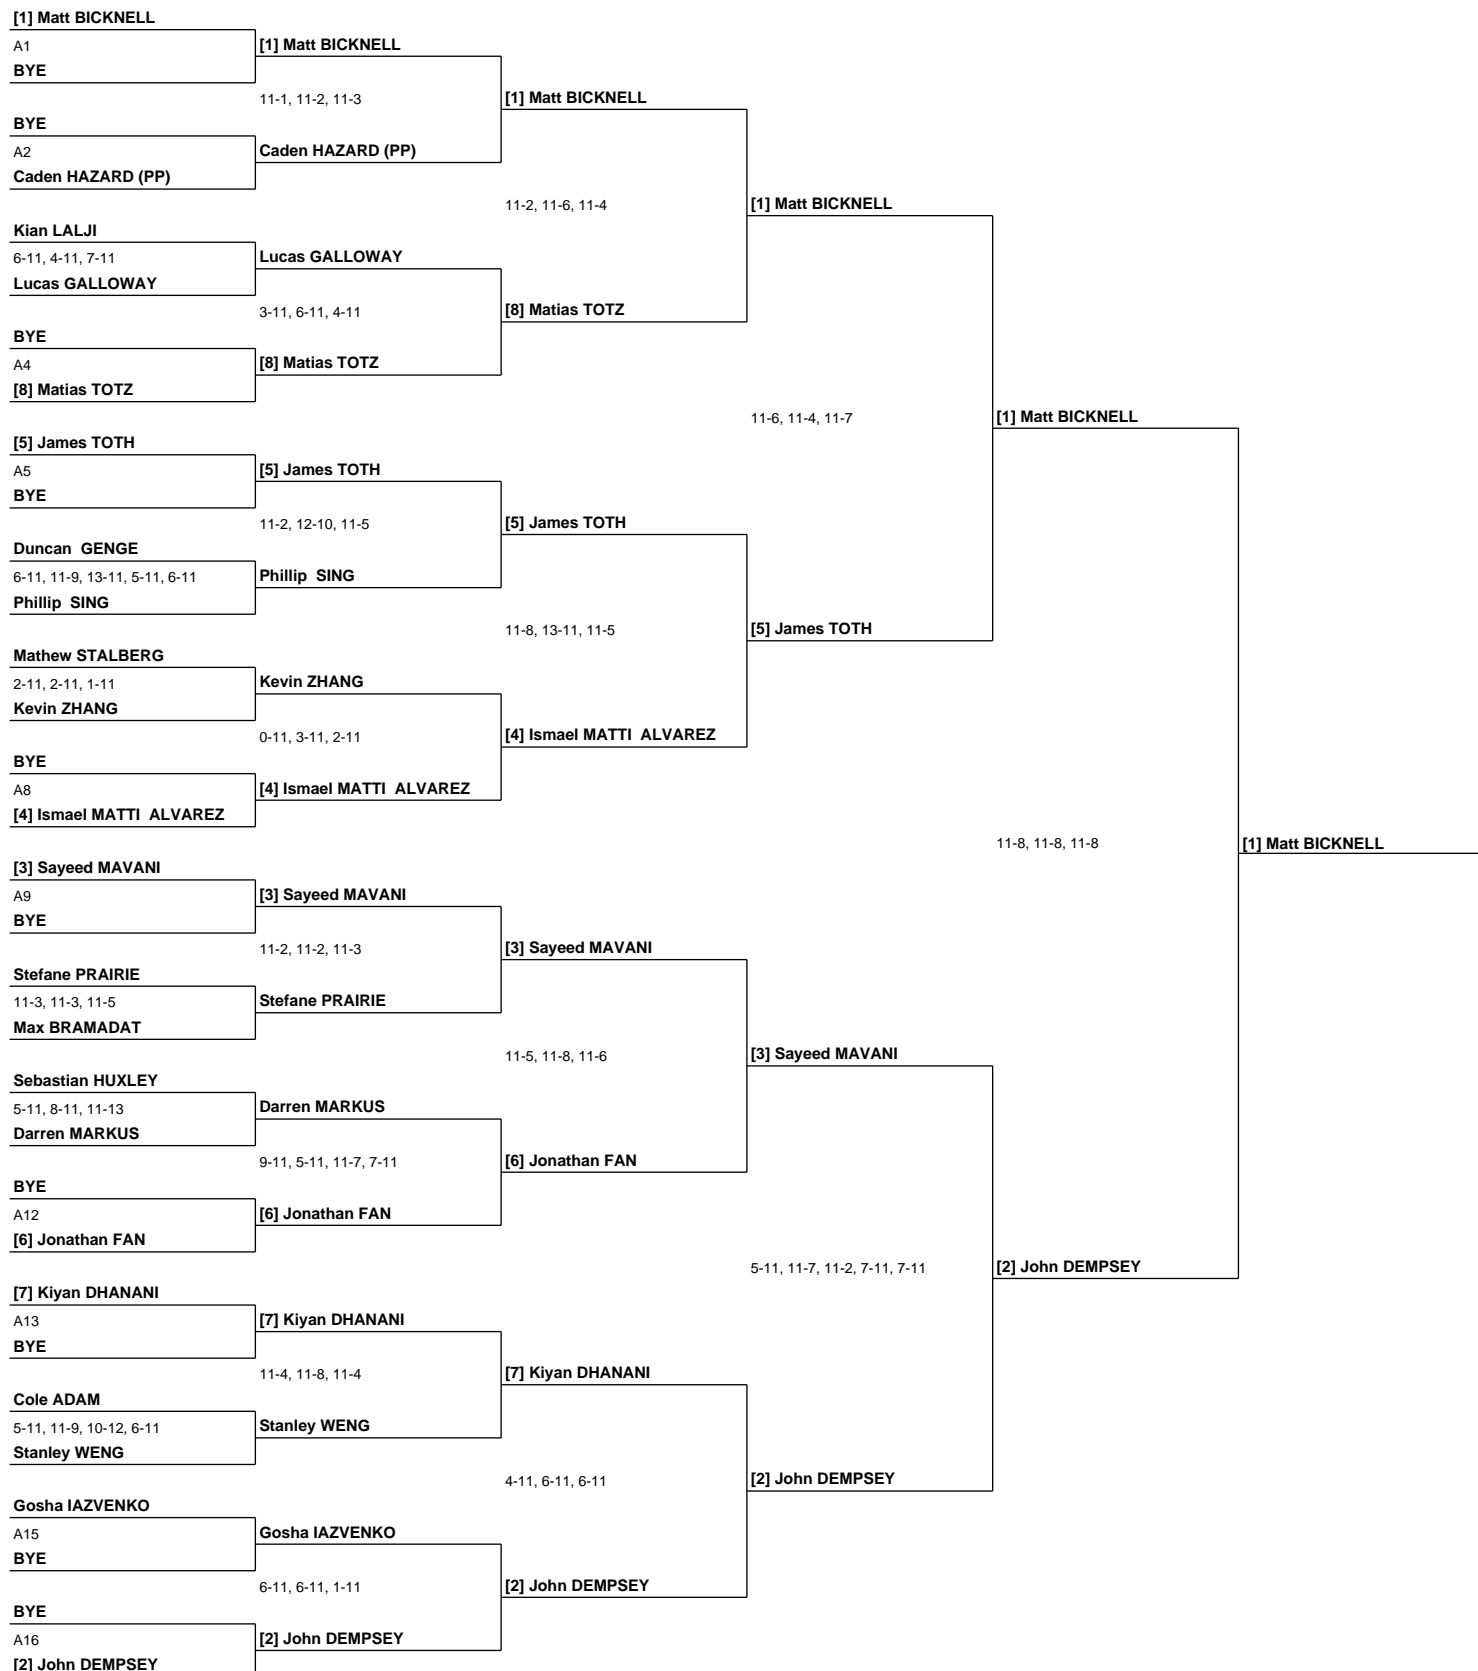 [1] Matt BICKNELL
A1
BYE
BYE
A2
Caden HAZARD (PP)
Kian LALJI
6-11, 4-11, 7-11
Lucas GALLOWAY
BYE
A4
[8] Matias TOTZ
[5] James TOTH
A5
BYE
Duncan  GENGE
6-11, 11-9, 13-11, 5-11, 6-11
Phillip  SING
Mathew STALBERG
2-11, 2-11, 1-11
Kevin ZHANG
BYE
A8
[4] Ismael MATTI  ALVAREZ
[3] Sayeed MAVANI
A9
BYE
Stefane PRAIRIE
11-3, 11-3, 11-5
Max BRAMADAT
Sebastian HUXLEY
5-11, 8-11, 11-13
Darren MARKUS
BYE
A12
[6] Jonathan FAN
[7] Kiyan DHANANI
A13
BYE
Cole ADAM
5-11, 11-9, 10-12, 6-11
Stanley WENG
Gosha IAZVENKO
A15
BYE
BYE
A16
[2] John DEMPSEY
[1] Matt BICKNELL
11-1, 11-2, 11-3
Caden HAZARD (PP)
Lucas GALLOWAY
3-11, 6-11, 4-11
[8] Matias TOTZ
[5] James TOTH
11-2, 12-10, 11-5
Phillip  SING
Kevin ZHANG
0-11, 3-11, 2-11
[4] Ismael MATTI  ALVAREZ
[3] Sayeed MAVANI
11-2, 11-2, 11-3
Stefane PRAIRIE
Darren MARKUS
9-11, 5-11, 11-7, 7-11
[6] Jonathan FAN
[7] Kiyan DHANANI
11-4, 11-8, 11-4
Stanley WENG
Gosha IAZVENKO
6-11, 6-11, 1-11
[2] John DEMPSEY
[1] Matt BICKNELL
11-2, 11-6, 11-4
[8] Matias TOTZ
[5] James TOTH
11-8, 13-11, 11-5
[4] Ismael MATTI  ALVAREZ
[3] Sayeed MAVANI
11-5, 11-8, 11-6
[6] Jonathan FAN
[7] Kiyan DHANANI
4-11, 6-11, 6-11
[2] John DEMPSEY
[1] Matt BICKNELL
11-6, 11-4, 11-7
[5] James TOTH
[3] Sayeed MAVANI
5-11, 11-7, 11-2, 7-11, 7-11
[2] John DEMPSEY
[1] Matt BICKNELL
11-8, 11-8, 11-8
[2] John DEMPSEY
[1] Matt BICKNELL